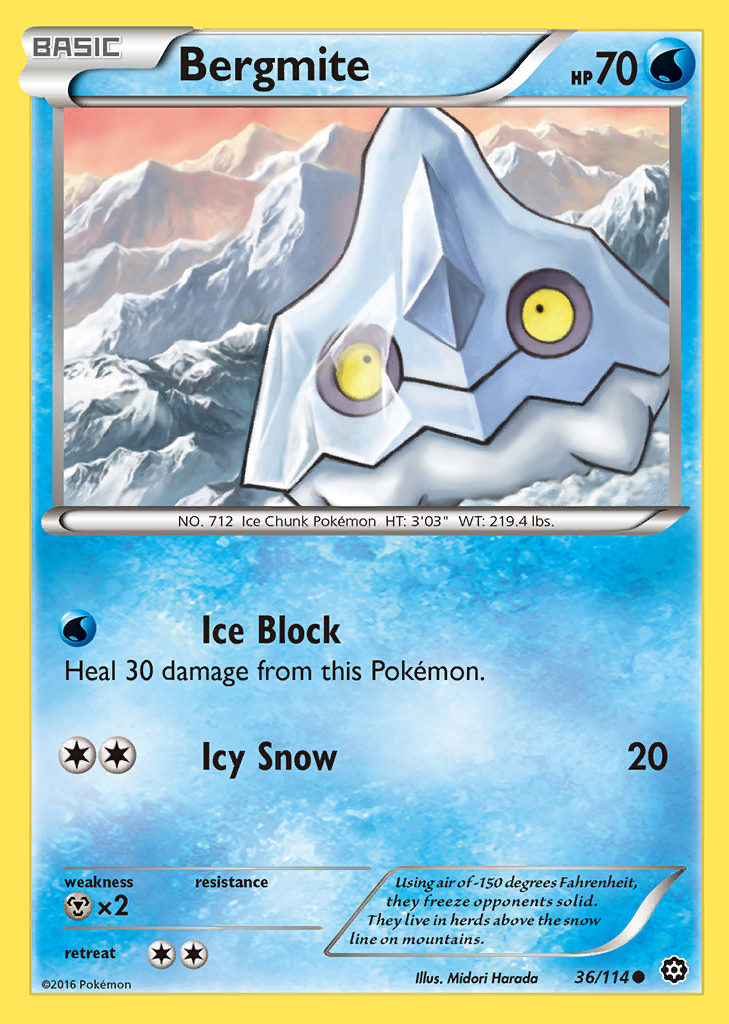 BASIC
Bergmite
HP 70
NO. 712 Ice Chunk Pokémon HT: 3'03" WT: 219.4 lbs.
Ice Block
Heal 30 damage from this Pokémon.
Icy Snow 20
weakness resistance
×2
retreat
Using air of -150 degrees Fahrenheit,
they freeze opponents solid.
They live in herds above the snow
line on mountains.
©2016 Pokémon
Illus. Midori Harada
36/114